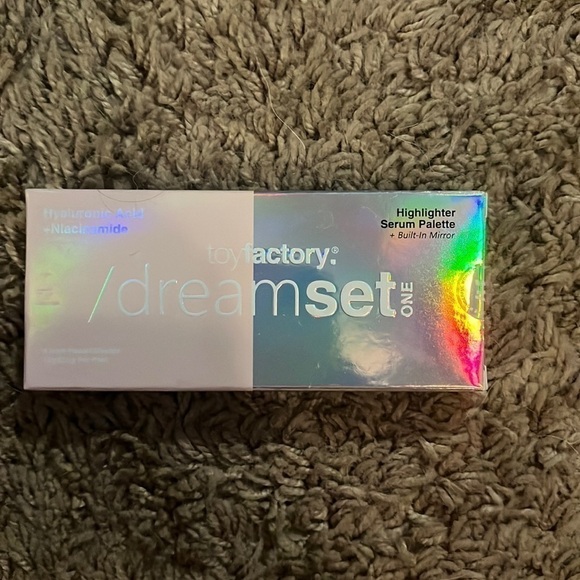 Hyaluronic Acid
+Niacinamide
Highlighter
Serum Palette
+ Built-In Mirror
toyfactory®
/dreamset
ONE